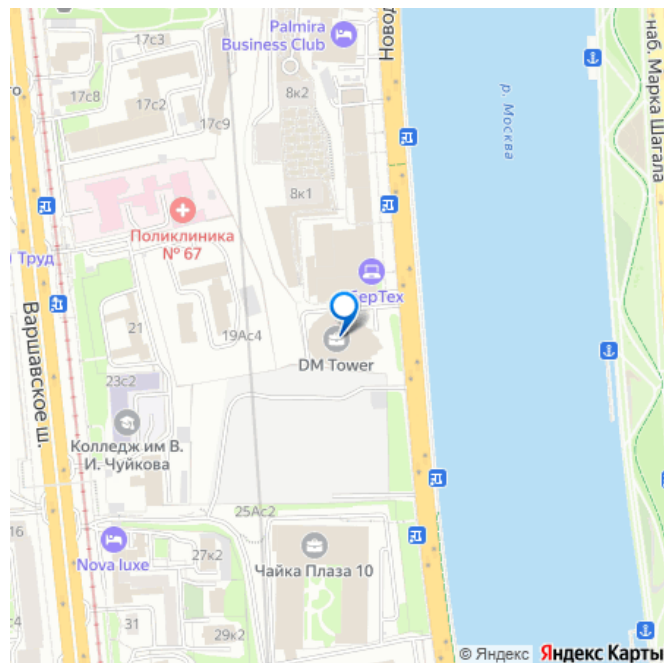 Palmira
Business Club
Новод
наб. Марка Шагала
17с3
8к2
17с8
17с2
17с9
р. Москва
8к1
Поликлиника
№ 67
Труд
ерТех
21
19Ас4
DM Tower
Варшавское ш.
23с2
Колледж им В.
И. Чуйкова
25Ас2
16
27к2
Nova luxe
Чайка Плаза 10
31
29к2
© Яндекс Яндекс Карты